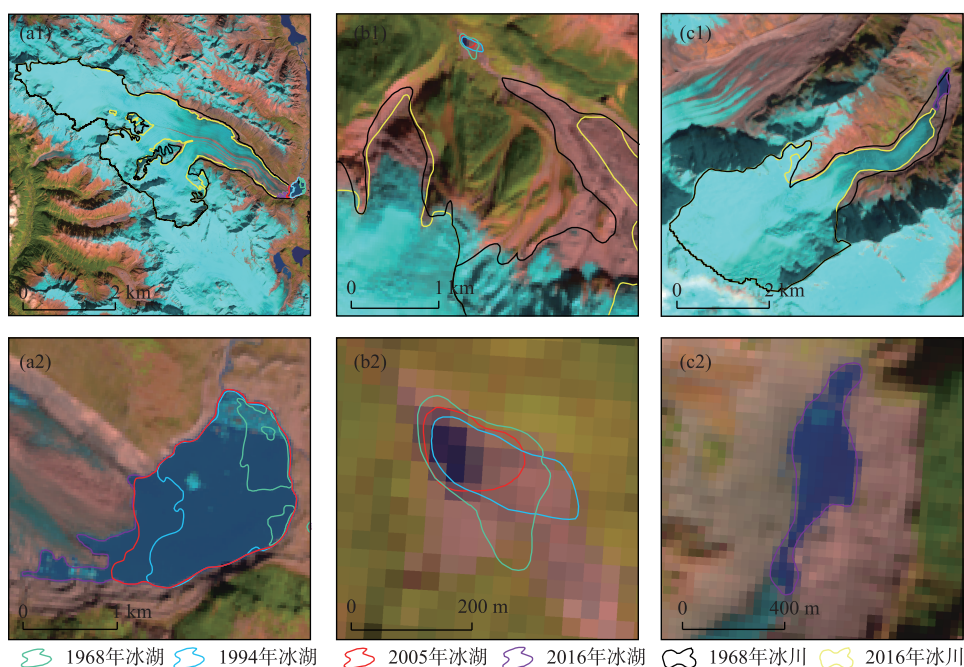 (a1)
0 2 km
(b1)
0 1 km
(c1)
0 2 km
(a2)
0 1 km
(b2)
0 200 m
(c2)
0 400 m
1968年冰湖 1994年冰湖 2005年冰湖 2016年冰湖 1968年冰川 2016年冰川